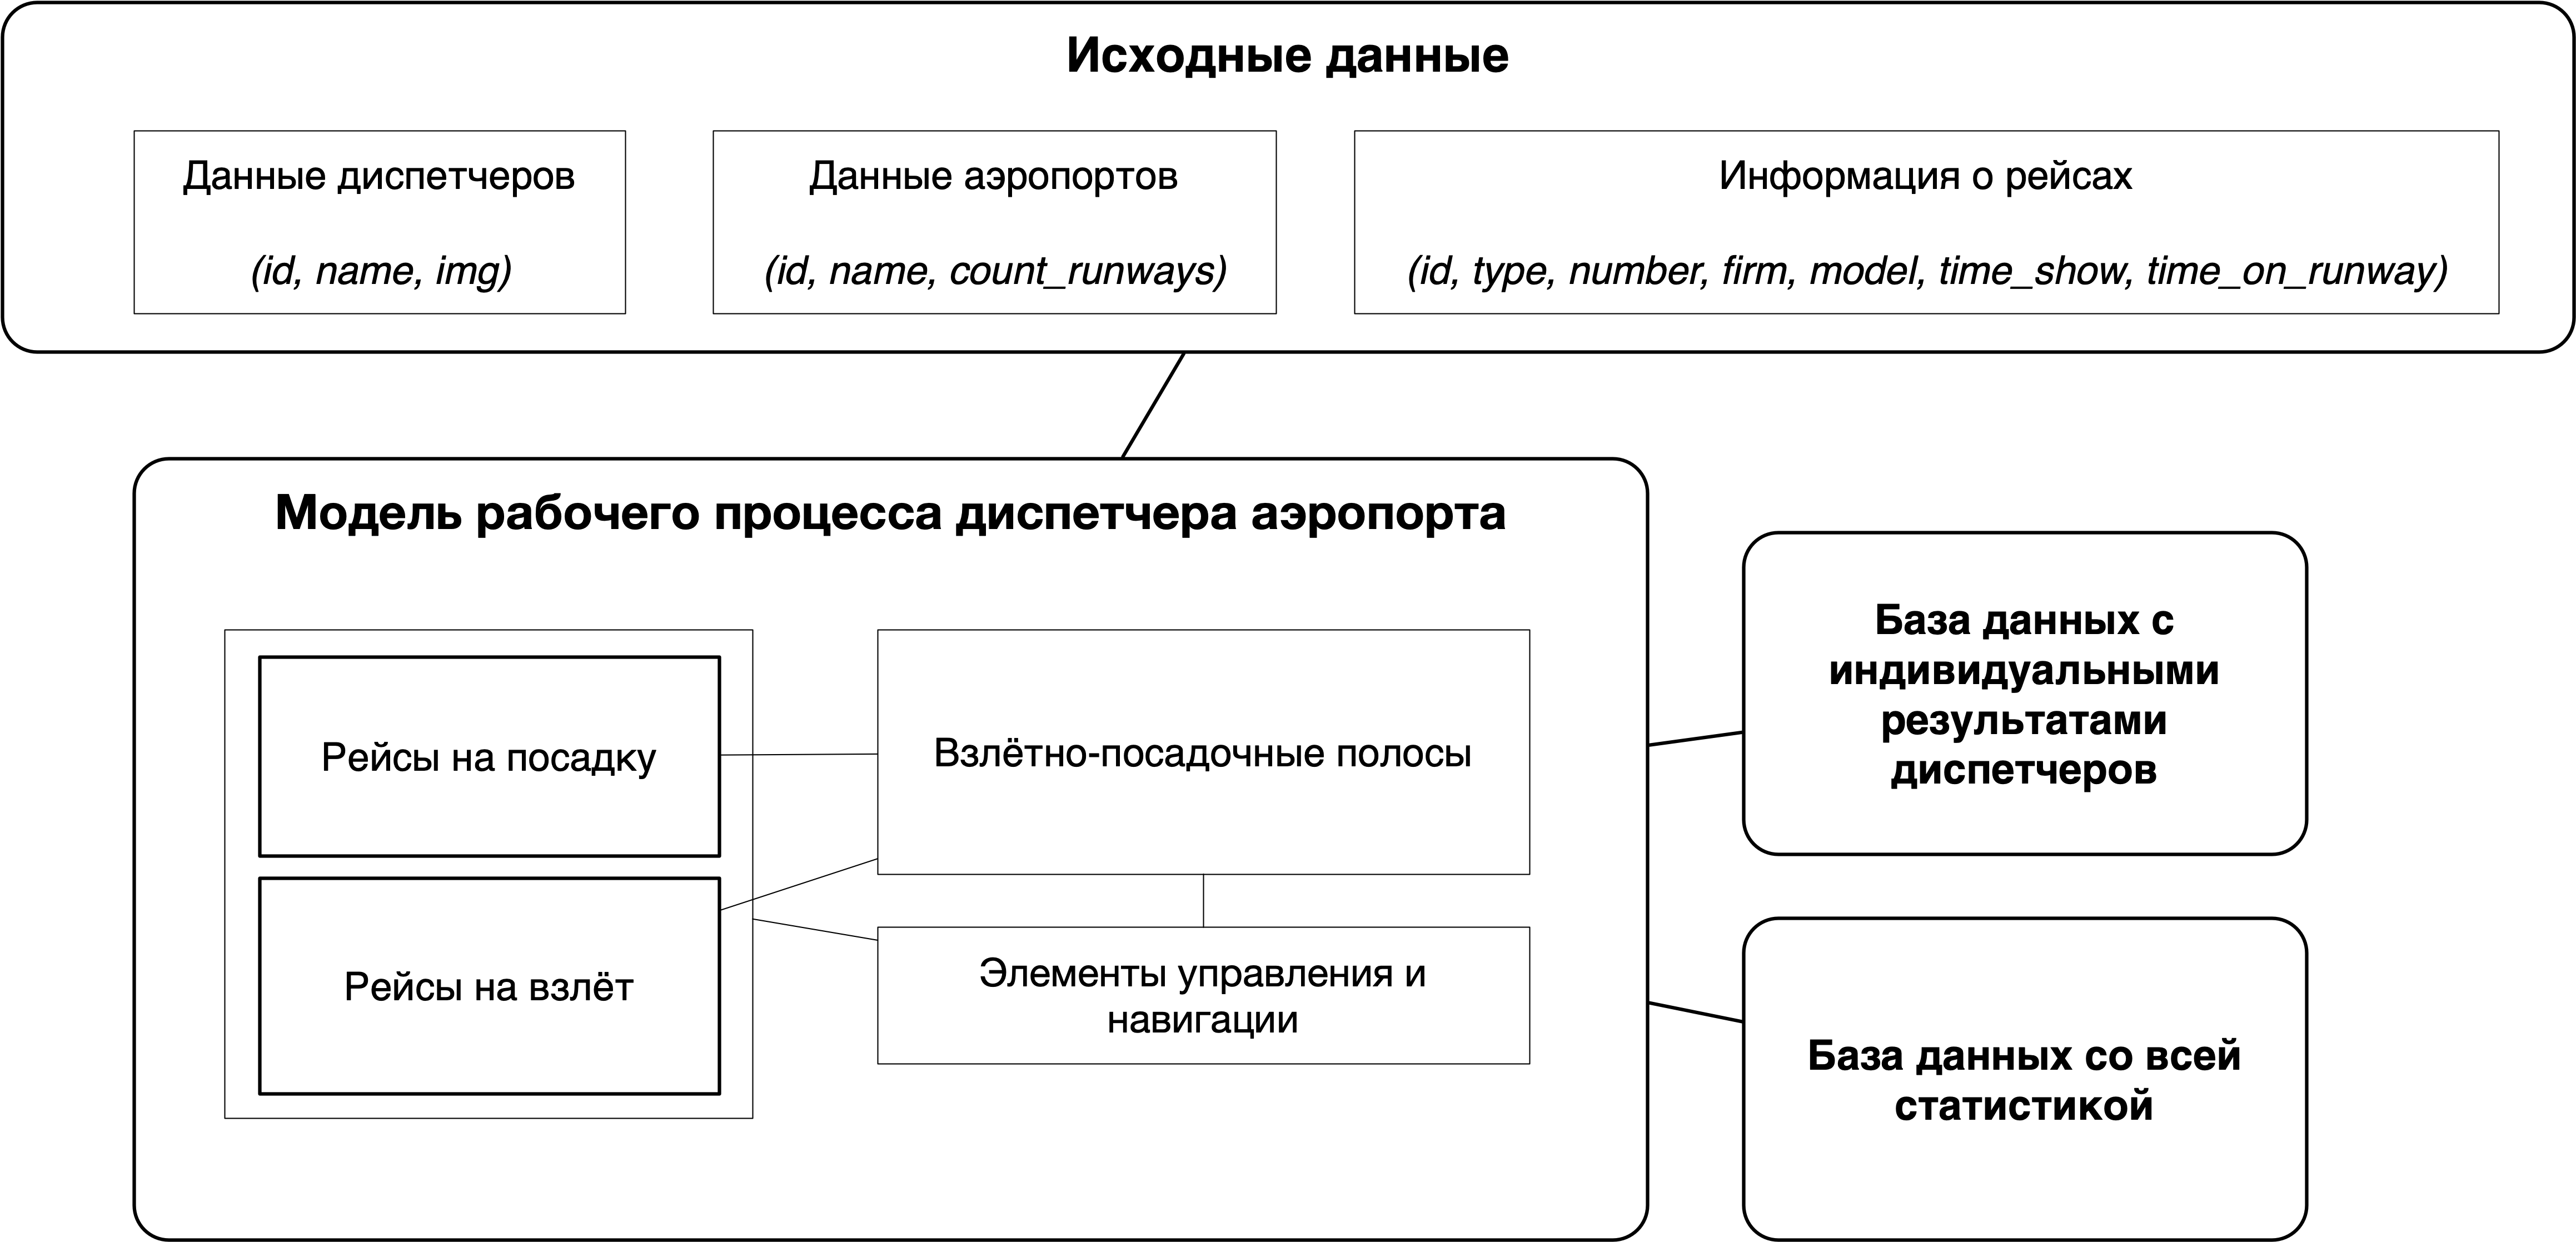 Исходные данные
Данные диспетчеров
(id, name, img)
Данные аэропортов
(id, name, count_runways)
Информация о рейсах
(id, type, number, firm, model, time_show, time_on_runway)
Модель рабочего процесса диспетчера аэропорта
Рейсы на посадку
Рейсы на взлёт
Взлётно-посадочные полосы
Элементы управления и
навигации
База данных с
индивидуальными
результатами
диспетчеров
База данных со всей
статистикой